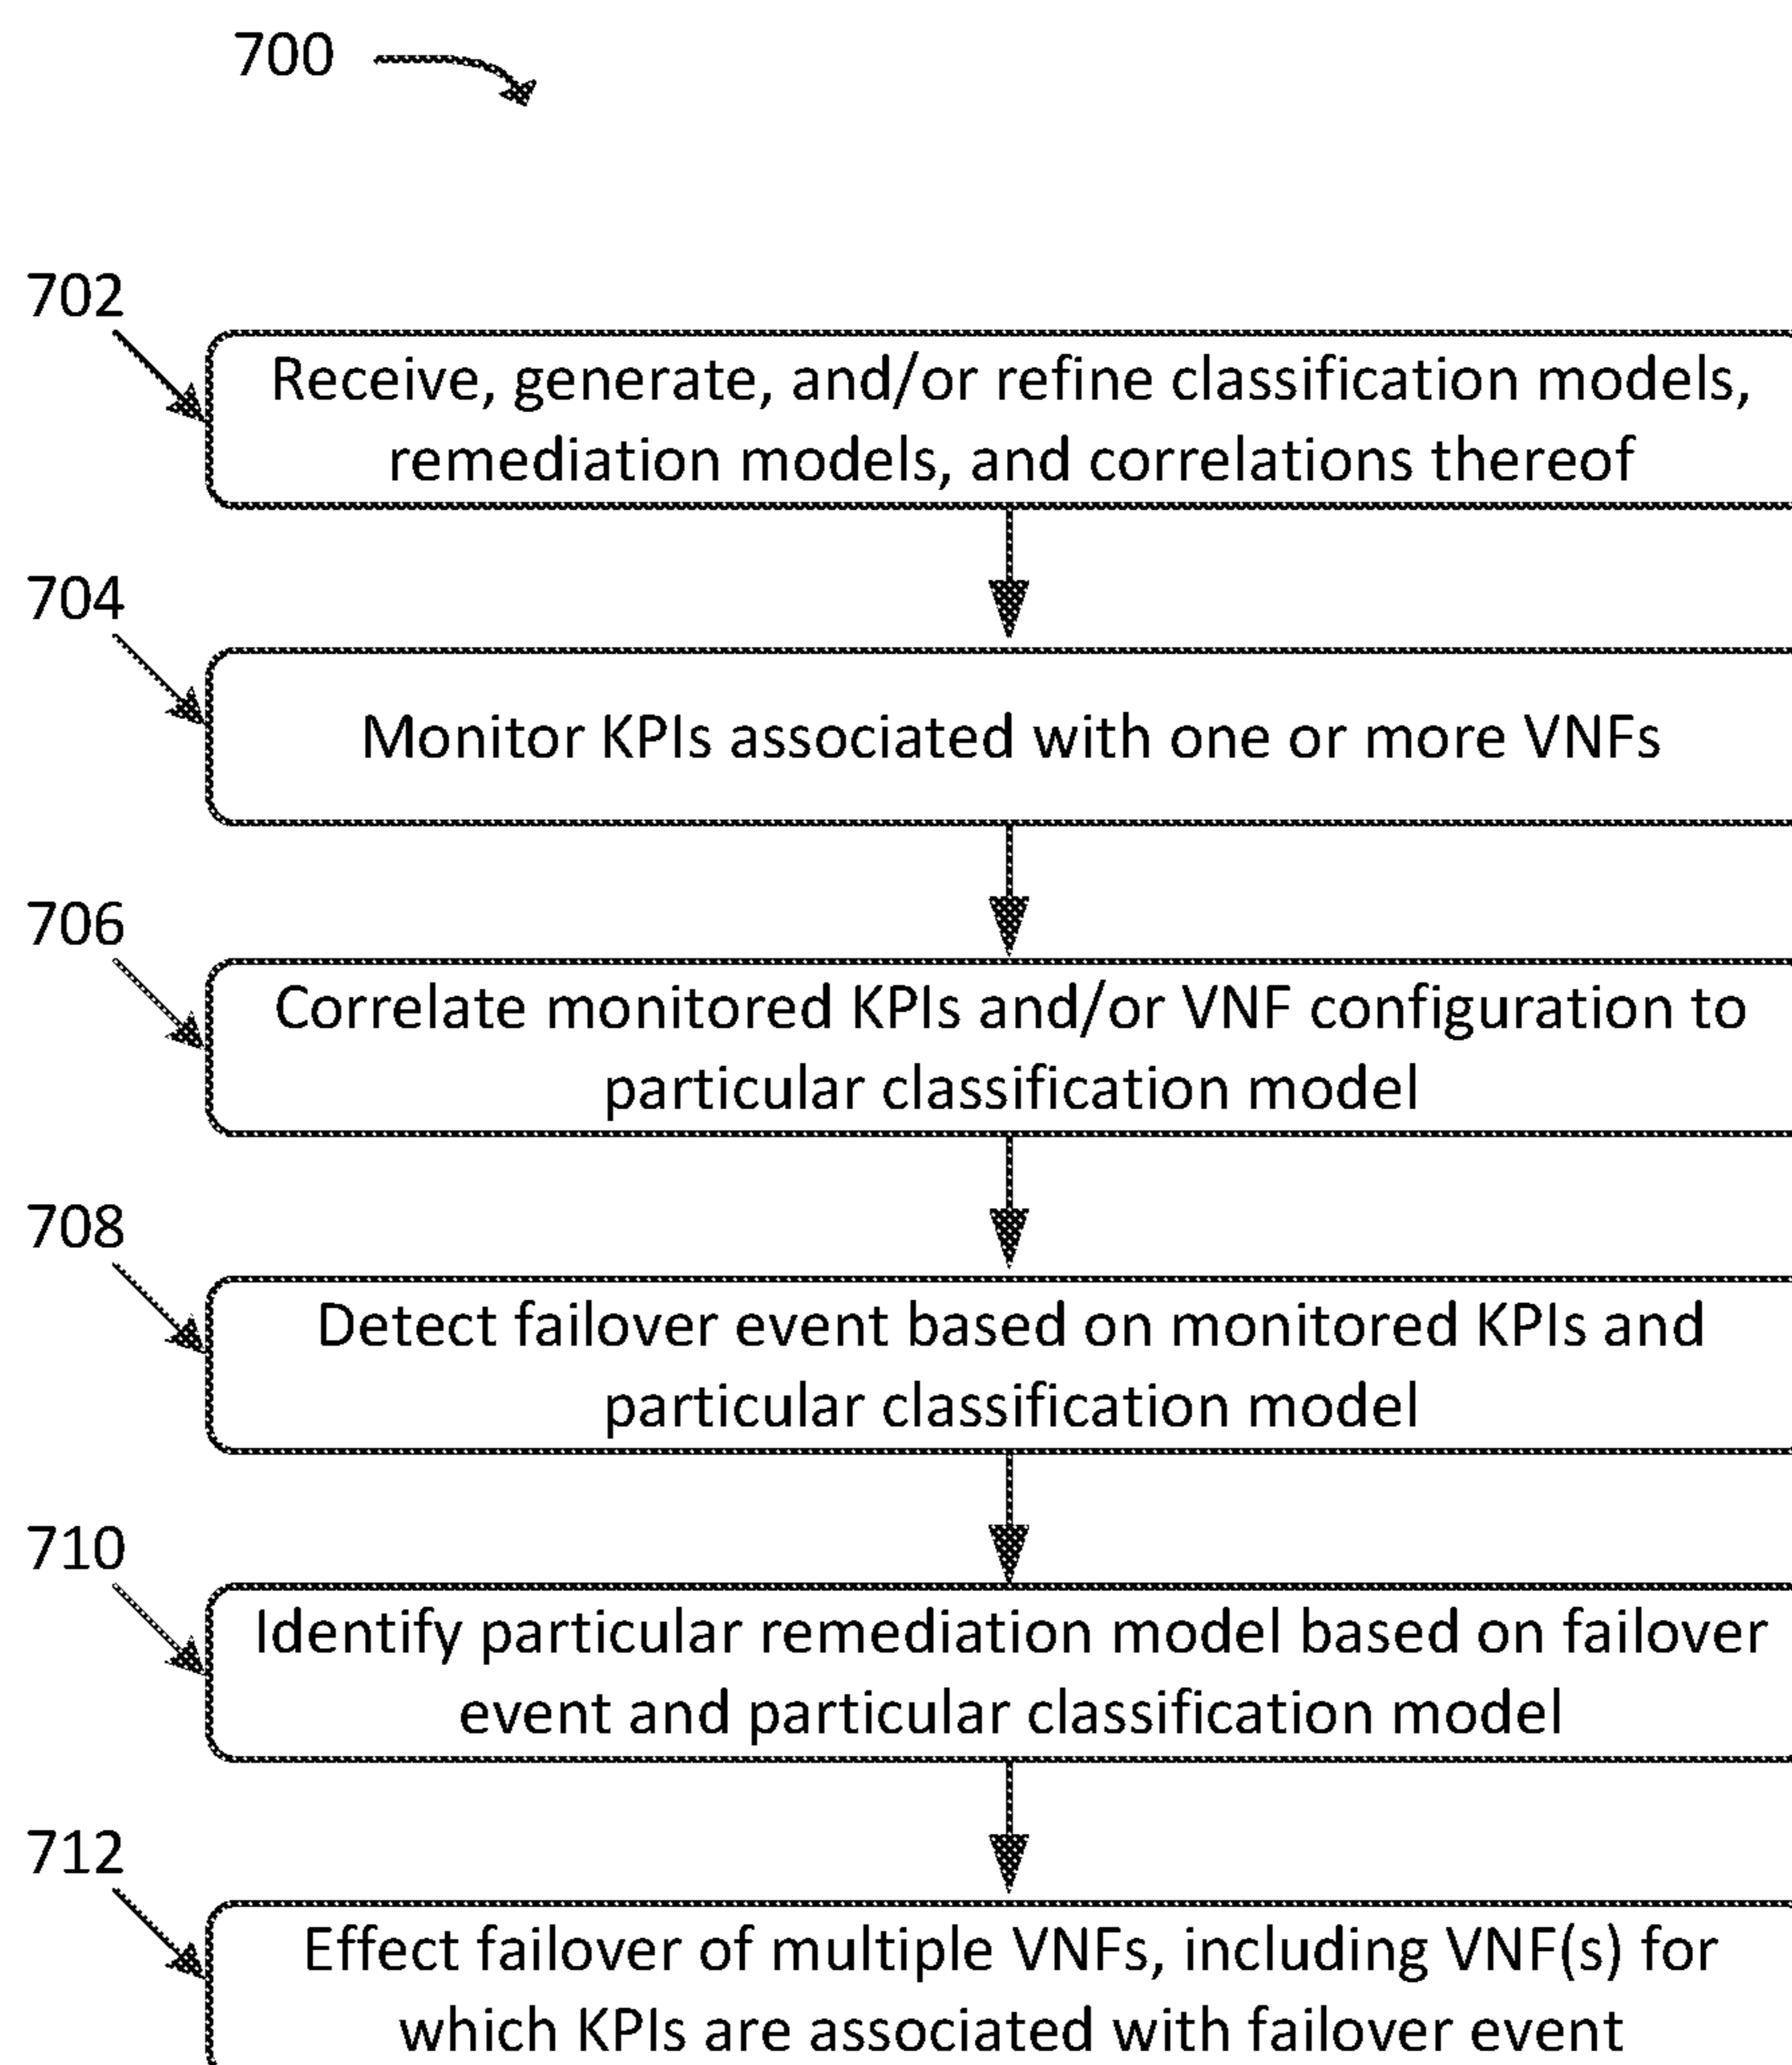 700
702
Receive, generate, and/or refine classification models,
remediation models, and correlations thereof
704
Monitor KPIs associated with one or more VNFs
706
Correlate monitored KPIs and/or VNF configuration to
particular classification model
708
Detect failover event based on monitored KPIs and
particular classification model
710
Identify particular remediation model based on failover
event and particular classification model
712
Effect failover of multiple VNFs, including VNF(s) for
which KPIs are associated with failover event